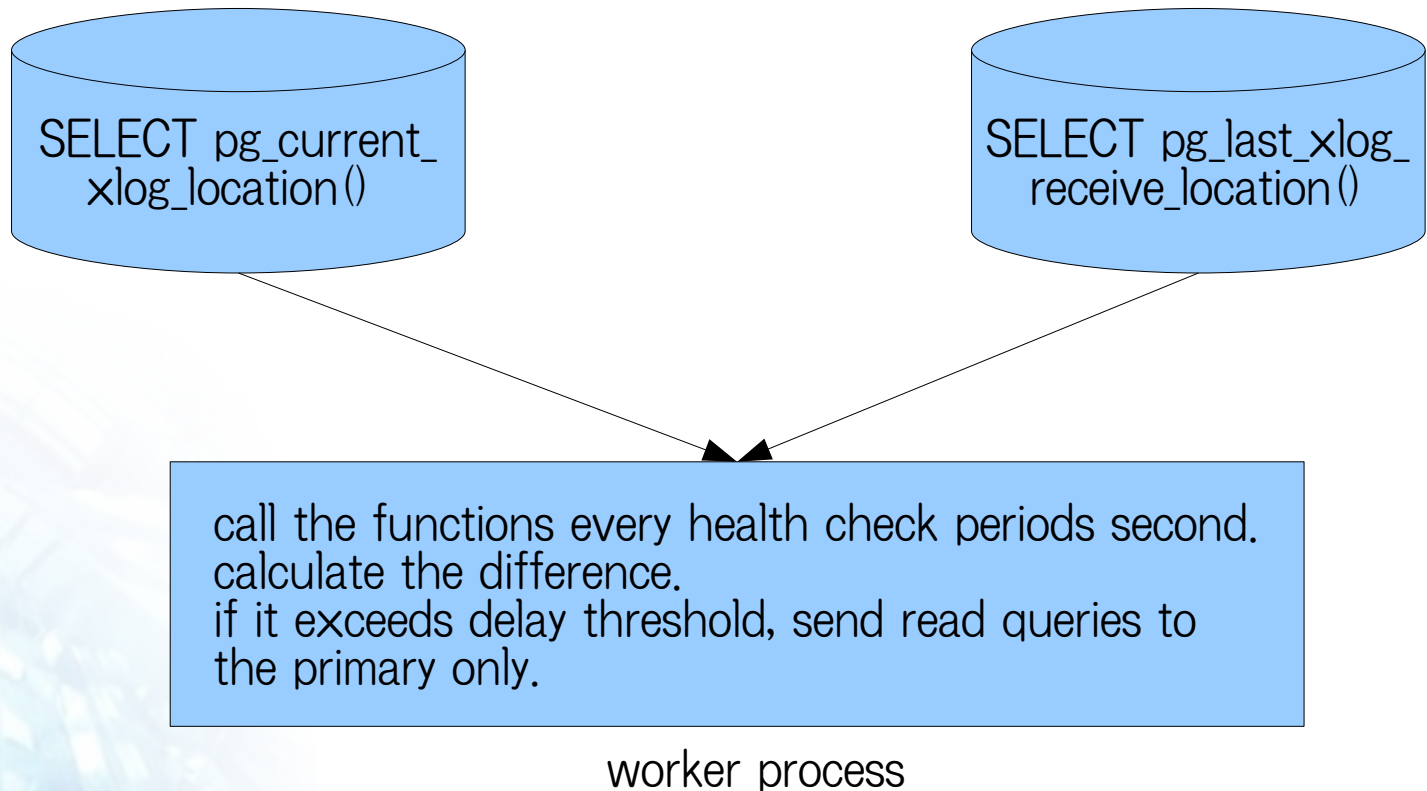 SELECT pg_current_
xlog_location()
SELECT pg_last_xlog_
receive_location()
call the functions every health check periods second.
calculate the difference.
if it exceeds delay threshold, send read queries to
the primary only.
worker process